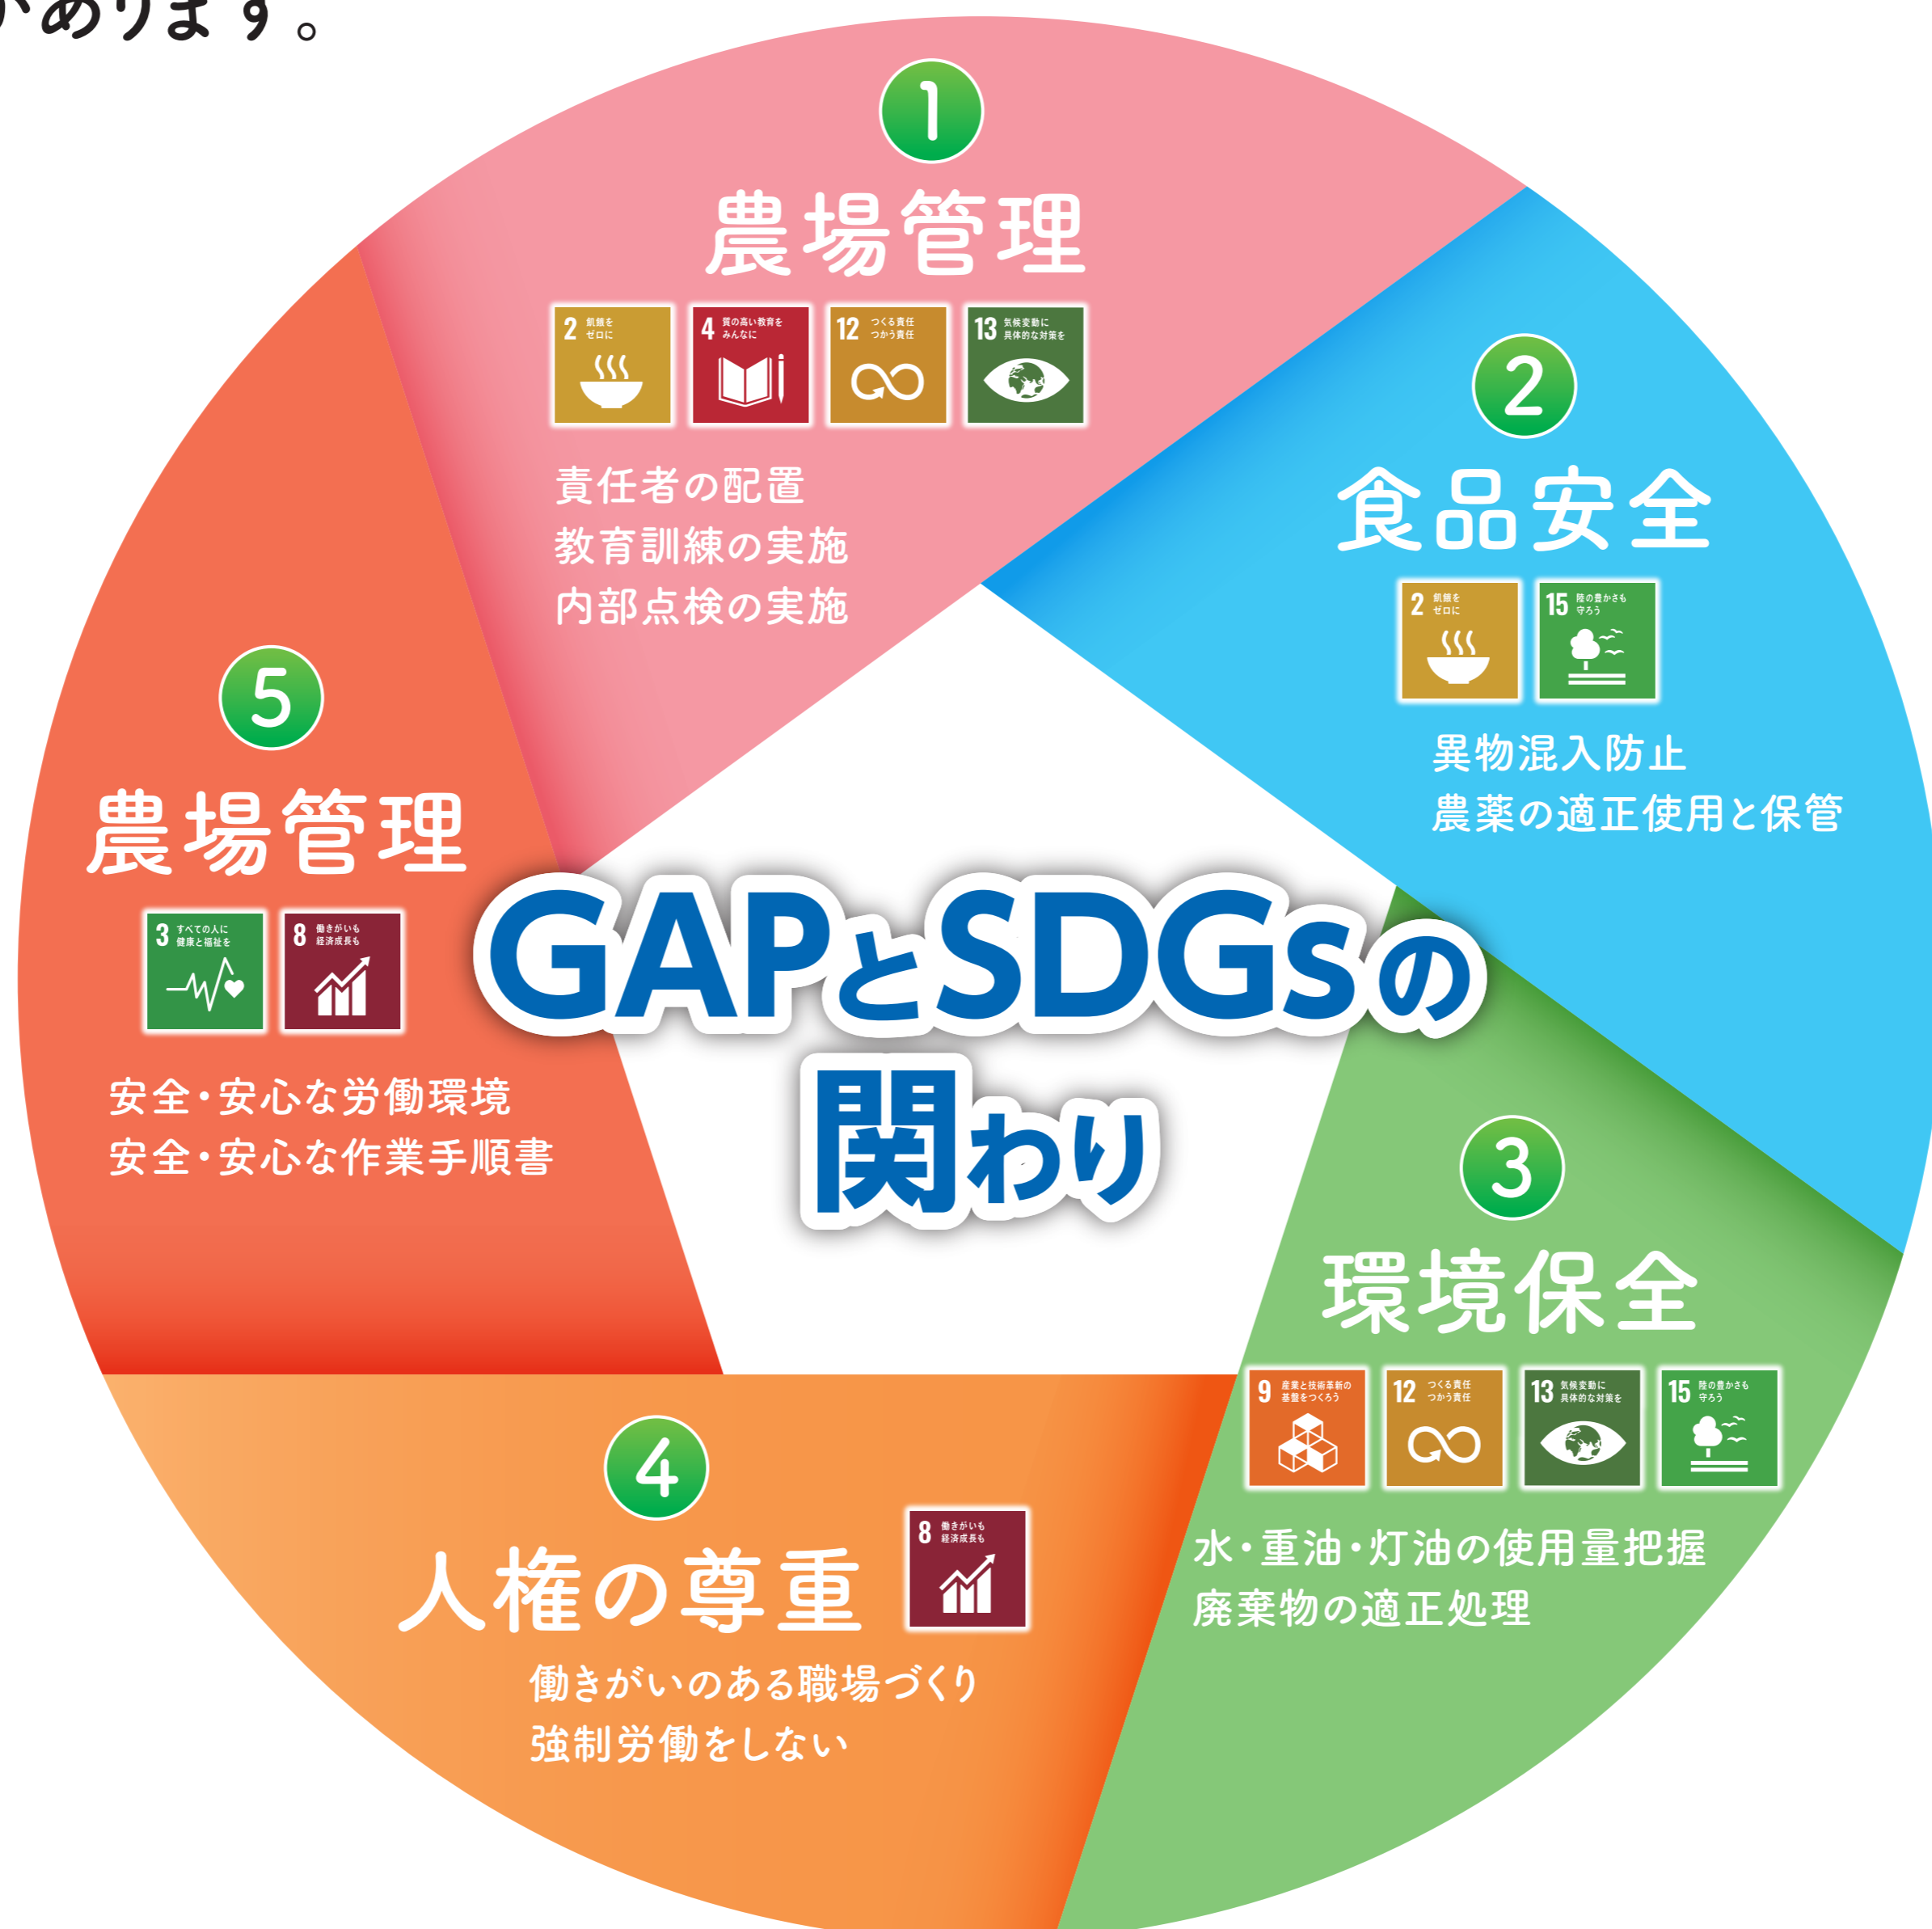 があります。
1
農場管理
2 飢餓を
ゼロに
4 質の高い教育を
みんなに
12 つくる責任
つかう責任
13 気候変動に
具体的な対策を
責任者の配置
教育訓練の実施
内部点検の実施
2
食品安全
2 飢餓を
ゼロに
15 陸の豊かさも
守ろう
異物混入防止
農薬の適正使用と保管
5
農場管理
3 すべての人に
健康と福祉を
8 働きがいも
経済成長も
安全・安心な労働環境
安全・安心な作業手順書
GAPとSDGsの
関わり
3
環境保全
9 産業と技術革新の
基盤をつくろう
12 つくる責任
つかう責任
13 気候変動に
具体的な対策を
15 陸の豊かさも
守ろう
水・重油・灯油の使用量把握
廃棄物の適正処理
4
人権の尊重
8 働きがいも
経済成長も
働きがいのある職場づくり
強制労働をしない